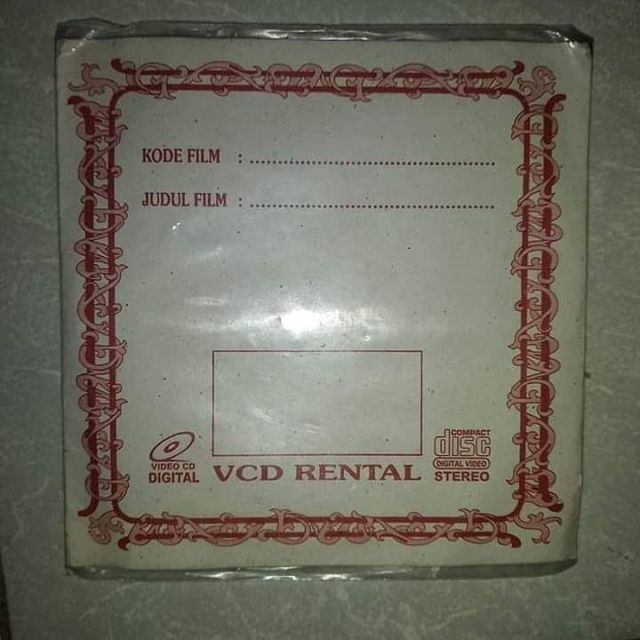 KODE FILM : ........................................
JUDUL FILM : ........................................
VIDEO CD
DIGITAL
VCD RENTAL
COMPACT
disc
DIGITAL VIDEO
STEREO